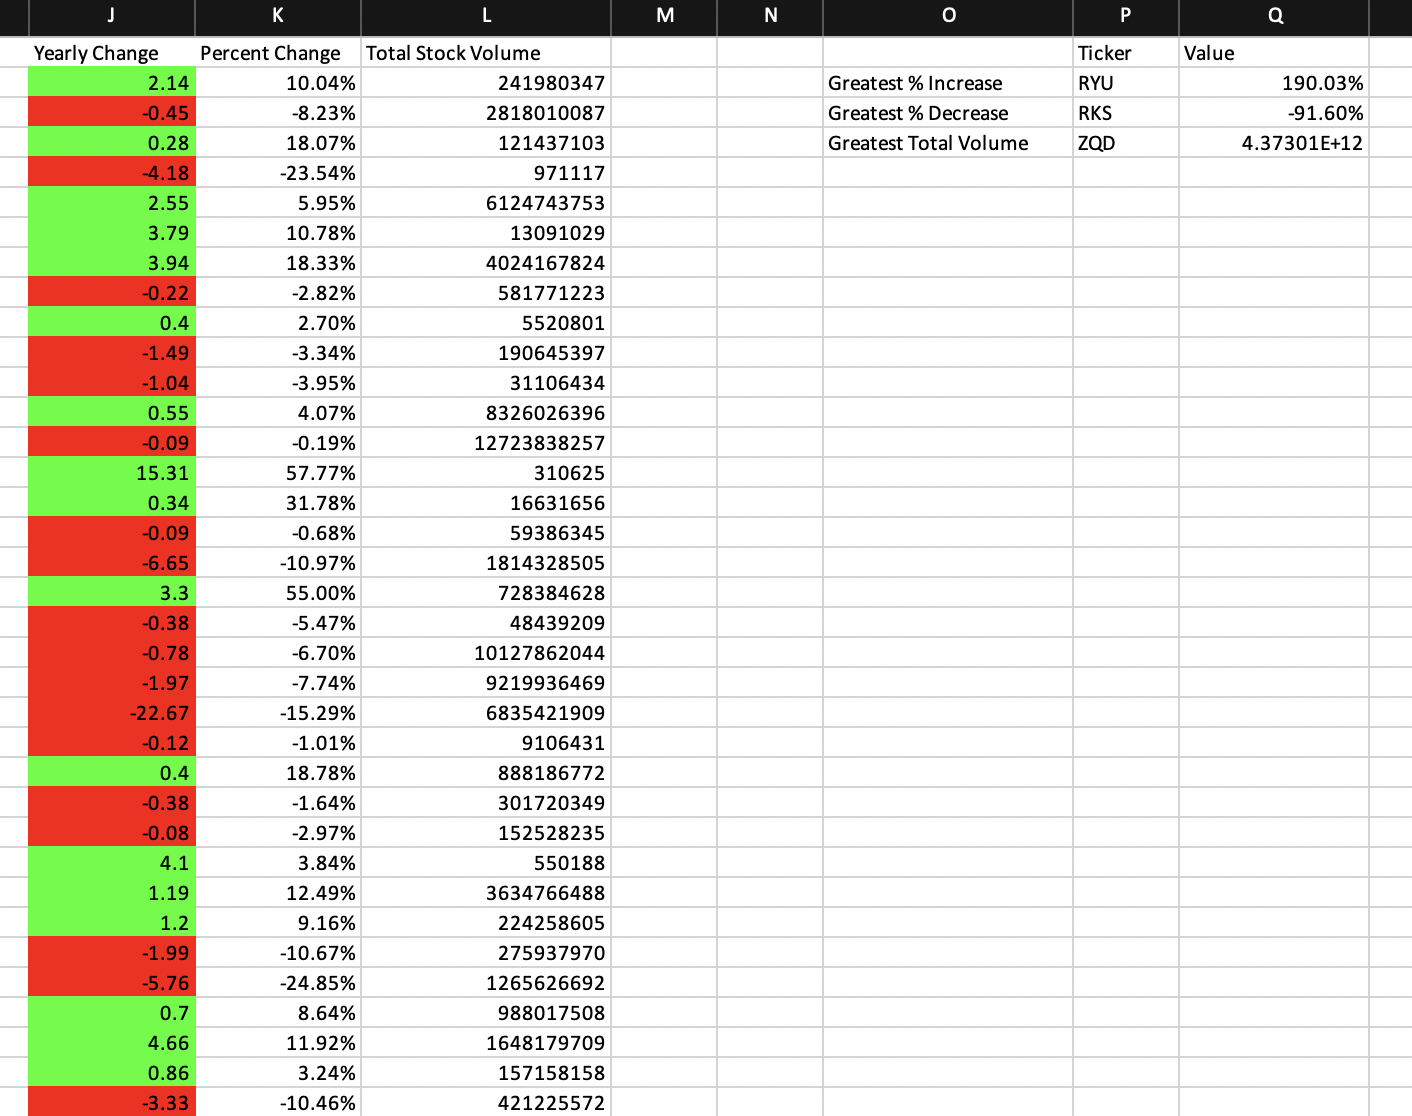 J K L M N O P Q
Yearly Change Percent Change Total Stock Volume Ticker Value
2.14 10.04% 241980347 Greatest % Increase RYU 190.03%
-0.45 -8.23% 2818010087 Greatest % Decrease RKS -91.60%
0.28 18.07% 121437103 Greatest Total Volume ZQD 4.37301E+12
-4.18 -23.54% 971117
2.55 5.95% 6124743753
3.79 10.78% 13091029
3.94 18.33% 4024167824
-0.22 -2.82% 581771223
0.4 2.70% 5520801
-1.49 -3.34% 190645397
-1.04 -3.95% 31106434
0.55 4.07% 8326026396
-0.09 -0.19% 12723838257
15.31 57.77% 310625
0.34 31.78% 16631656
-0.09 -0.68% 59386345
-6.65 -10.97% 1814328505
3.3 55.00% 728384628
-0.38 -5.47% 48439209
-0.78 -6.70% 10127862044
-1.97 -7.74% 9219936469
-22.67 -15.29% 6835421909
-0.12 -1.01% 9106431
0.4 18.78% 888186772
-0.38 -1.64% 301720349
-0.08 -2.97% 152528235
4.1 3.84% 550188
1.19 12.49% 3634766488
1.2 9.16% 224258605
-1.99 -10.67% 275937970
-5.76 -24.85% 1265626692
0.7 8.64% 988017508
4.66 11.92% 1648179709
0.86 3.24% 157158158
-3.33 -10.46% 421225572